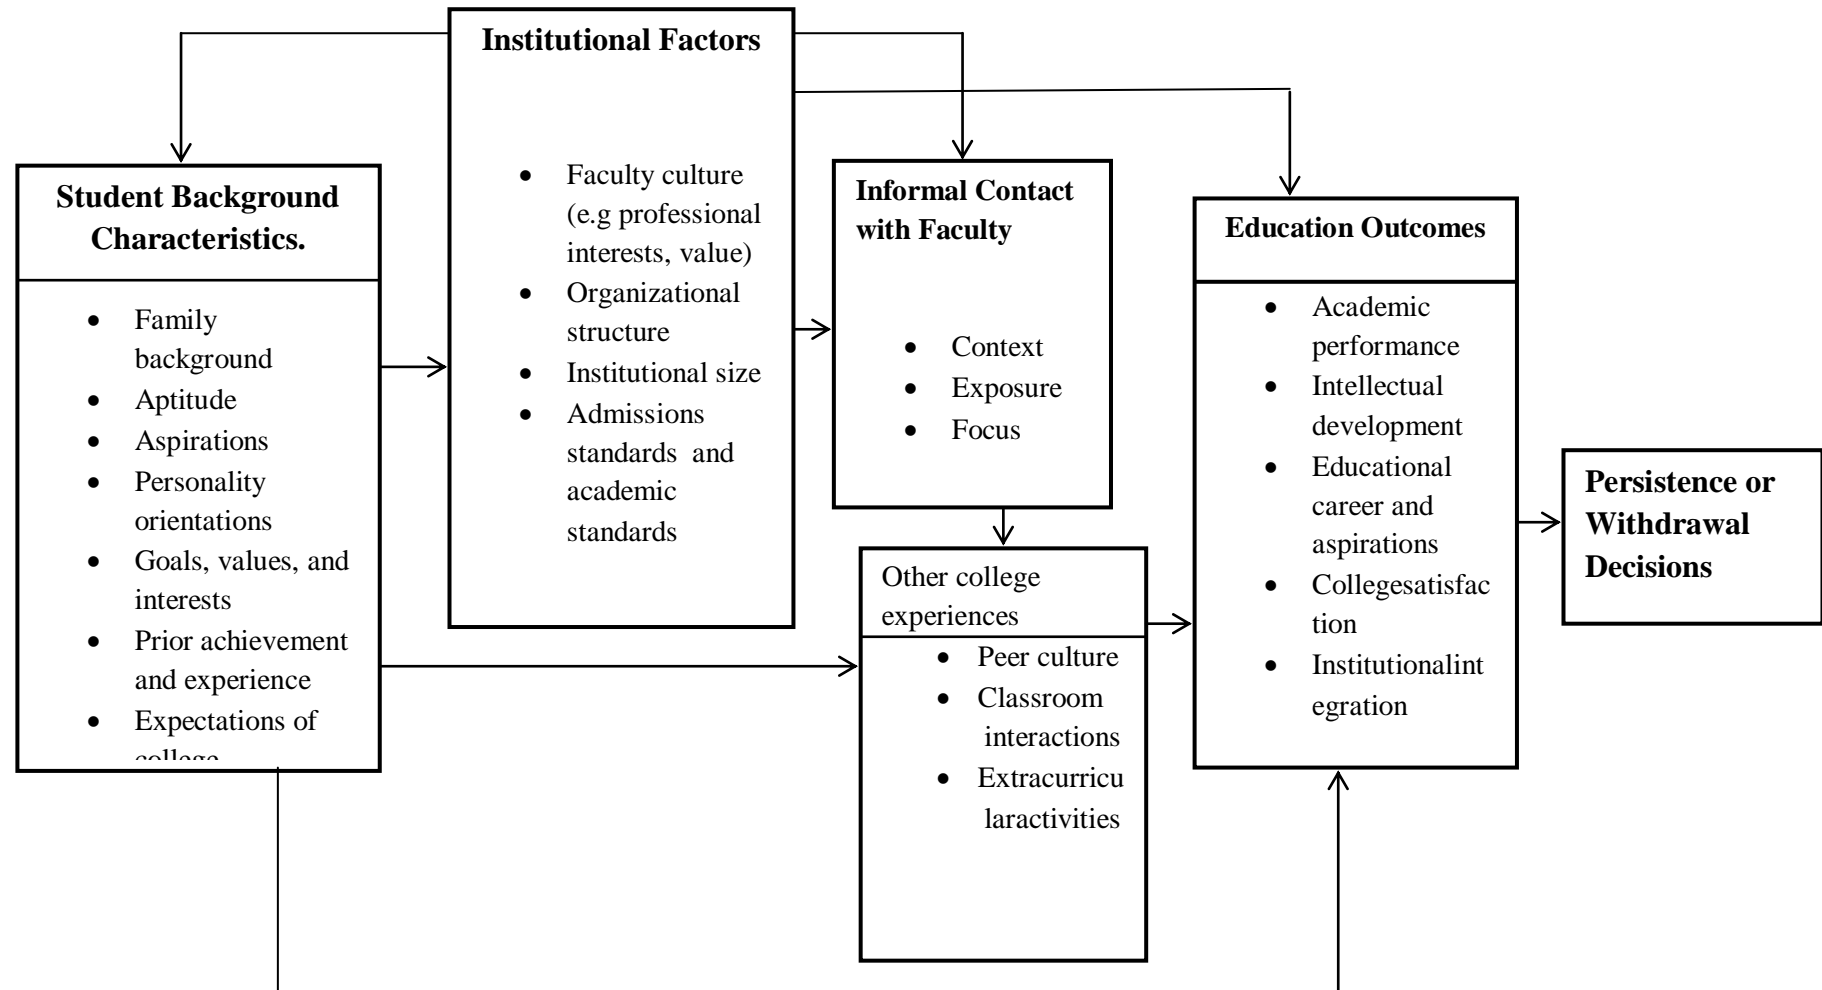 Institutional Factors
• Faculty culture
(e.g professional
interests, value)
• Organizational
structure
• Institutional size
• Admissions
standards and
academic
standards
Student Background
Characteristics.
• Family
background
• Aptitude
• Aspirations
• Personality
orientations
• Goals, values, and
interests
• Prior achievement
and experience
• Expectations of
college
Informal Contact
with Faculty
• Context
• Exposure
• Focus
Other college
experiences
• Peer culture
• Classroom
interactions
• Extracurricu
laractivities
Education Outcomes
• Academic
performance
• Intellectual
development
• Educational
career and
aspirations
• Collegesatisfac
tion
• Institutionalint
egration
Persistence or
Withdrawal
Decisions